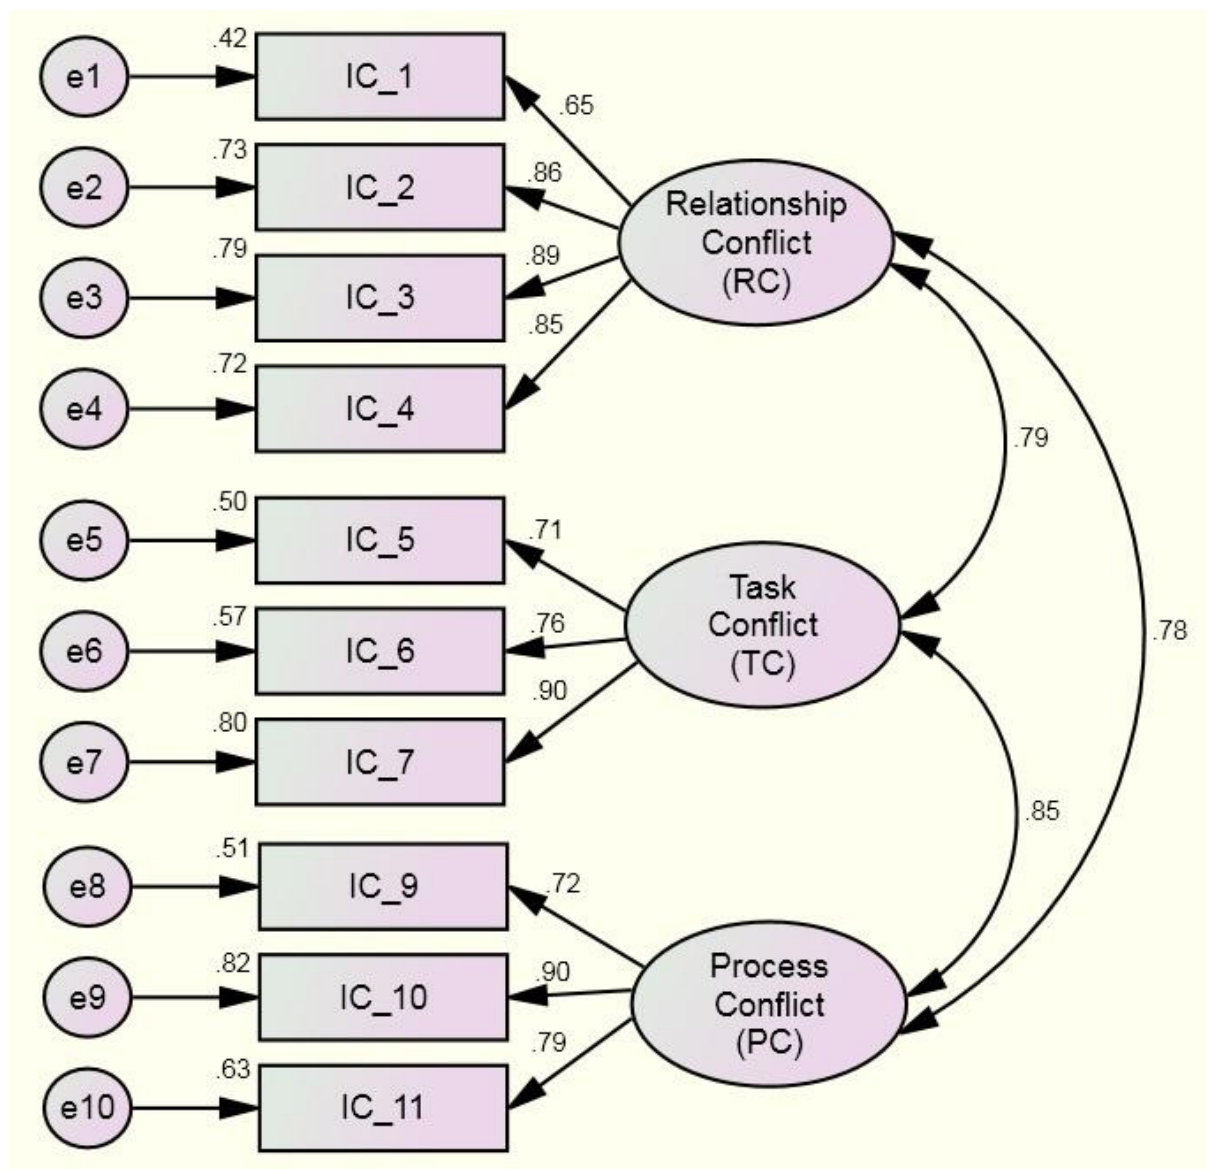 .42
e1
IC_1
.65
.73
e2
IC_2
.86
Relationship
Conflict
(RC)
.79
e3
IC_3
.89
.72
e4
IC_4
.85
.79
.50
e5
IC_5
.71
Task
Conflict
(TC)
.57
e6
IC_6
.76
.78
.80
e7
IC_7
.90
.85
.51
e8
IC_9
.72
Process
Conflict
(PC)
.82
e9
IC_10
.90
.63
e10
IC_11
.79